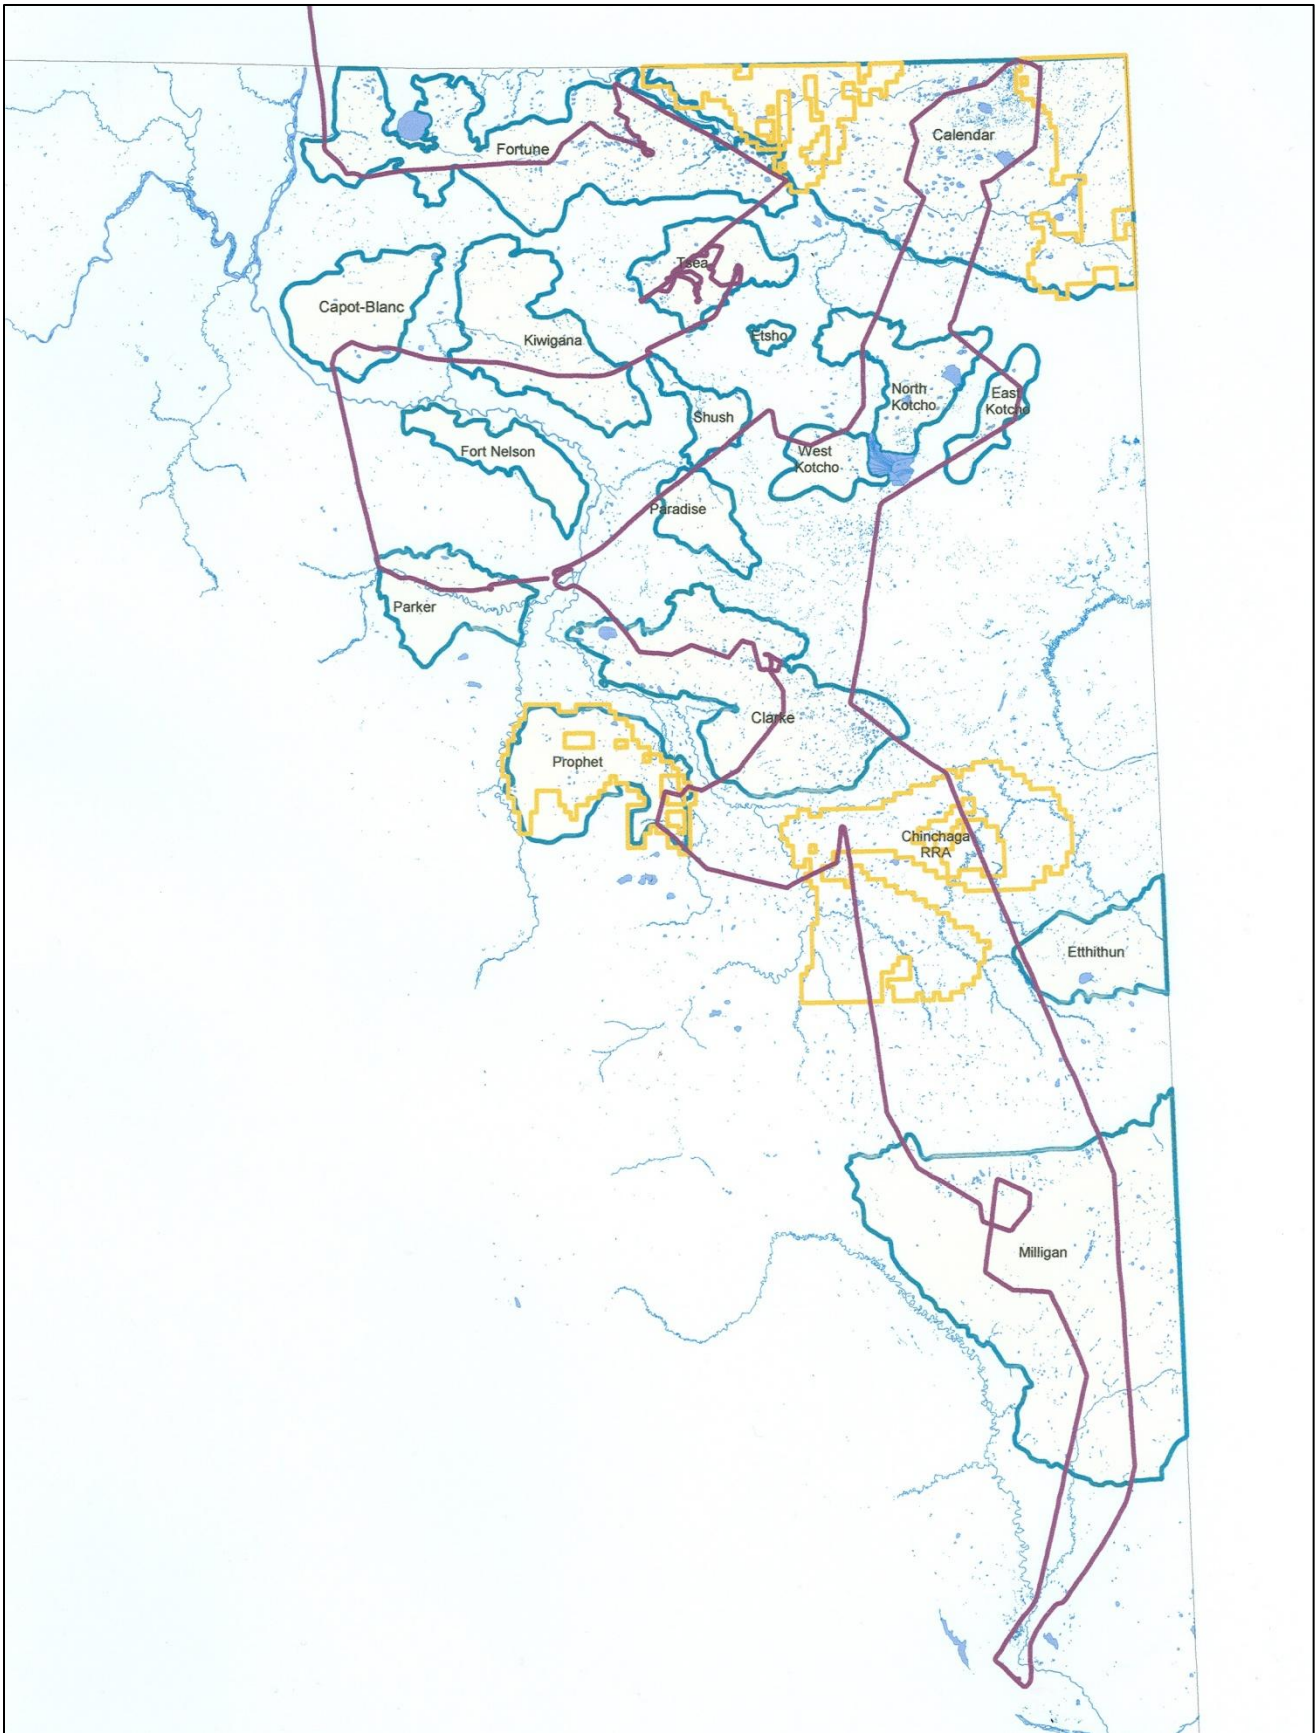 Calendar
Fortune
Tsea
Capot-Blanc
Kiwigana
Etsho
North
Kotcho
East
Kotcho
Shush
Fort Nelson
West
Kotcho
Paradise
Parker
Clarke
Prophet
Chinchaga
RRA
Etthithun
Milligan